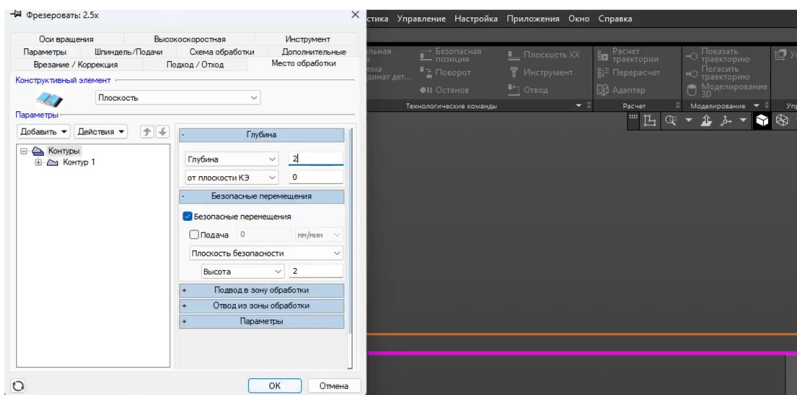 Фрезеровать: 2.5x
стика Управление Настройка Приложения Окно Справка
Оси вращения Высокоскоростная Инструмент
Параметры Шпиндель/Подачи Схема обработки Дополнительные
Врезание / Коррекция Подход / Отход Место обработки
Безопасная позиция Плоскость XX Расчет траектории Показать траекторию
Поворот Инструмент Перерасчет Погасить траекторию
динат дет...
Останов Отвод Адаптер Моделирование 3D
Технологические команды Расчет Моделирование Упр
Конструктивный элемент
Плоскость
Параметры
Добавить Действия
Контуры
Контур 1
- Глубина
Глубина 2
от плоскости КЭ 0
- Безопасные перемещения
Безопасные перемещения
Подача 0 мм/мин
Плоскость безопасности
Высота 2
+ Подвод в зону обработки
+ Отвод из зоны обработки
+ Параметры
OK Отмена